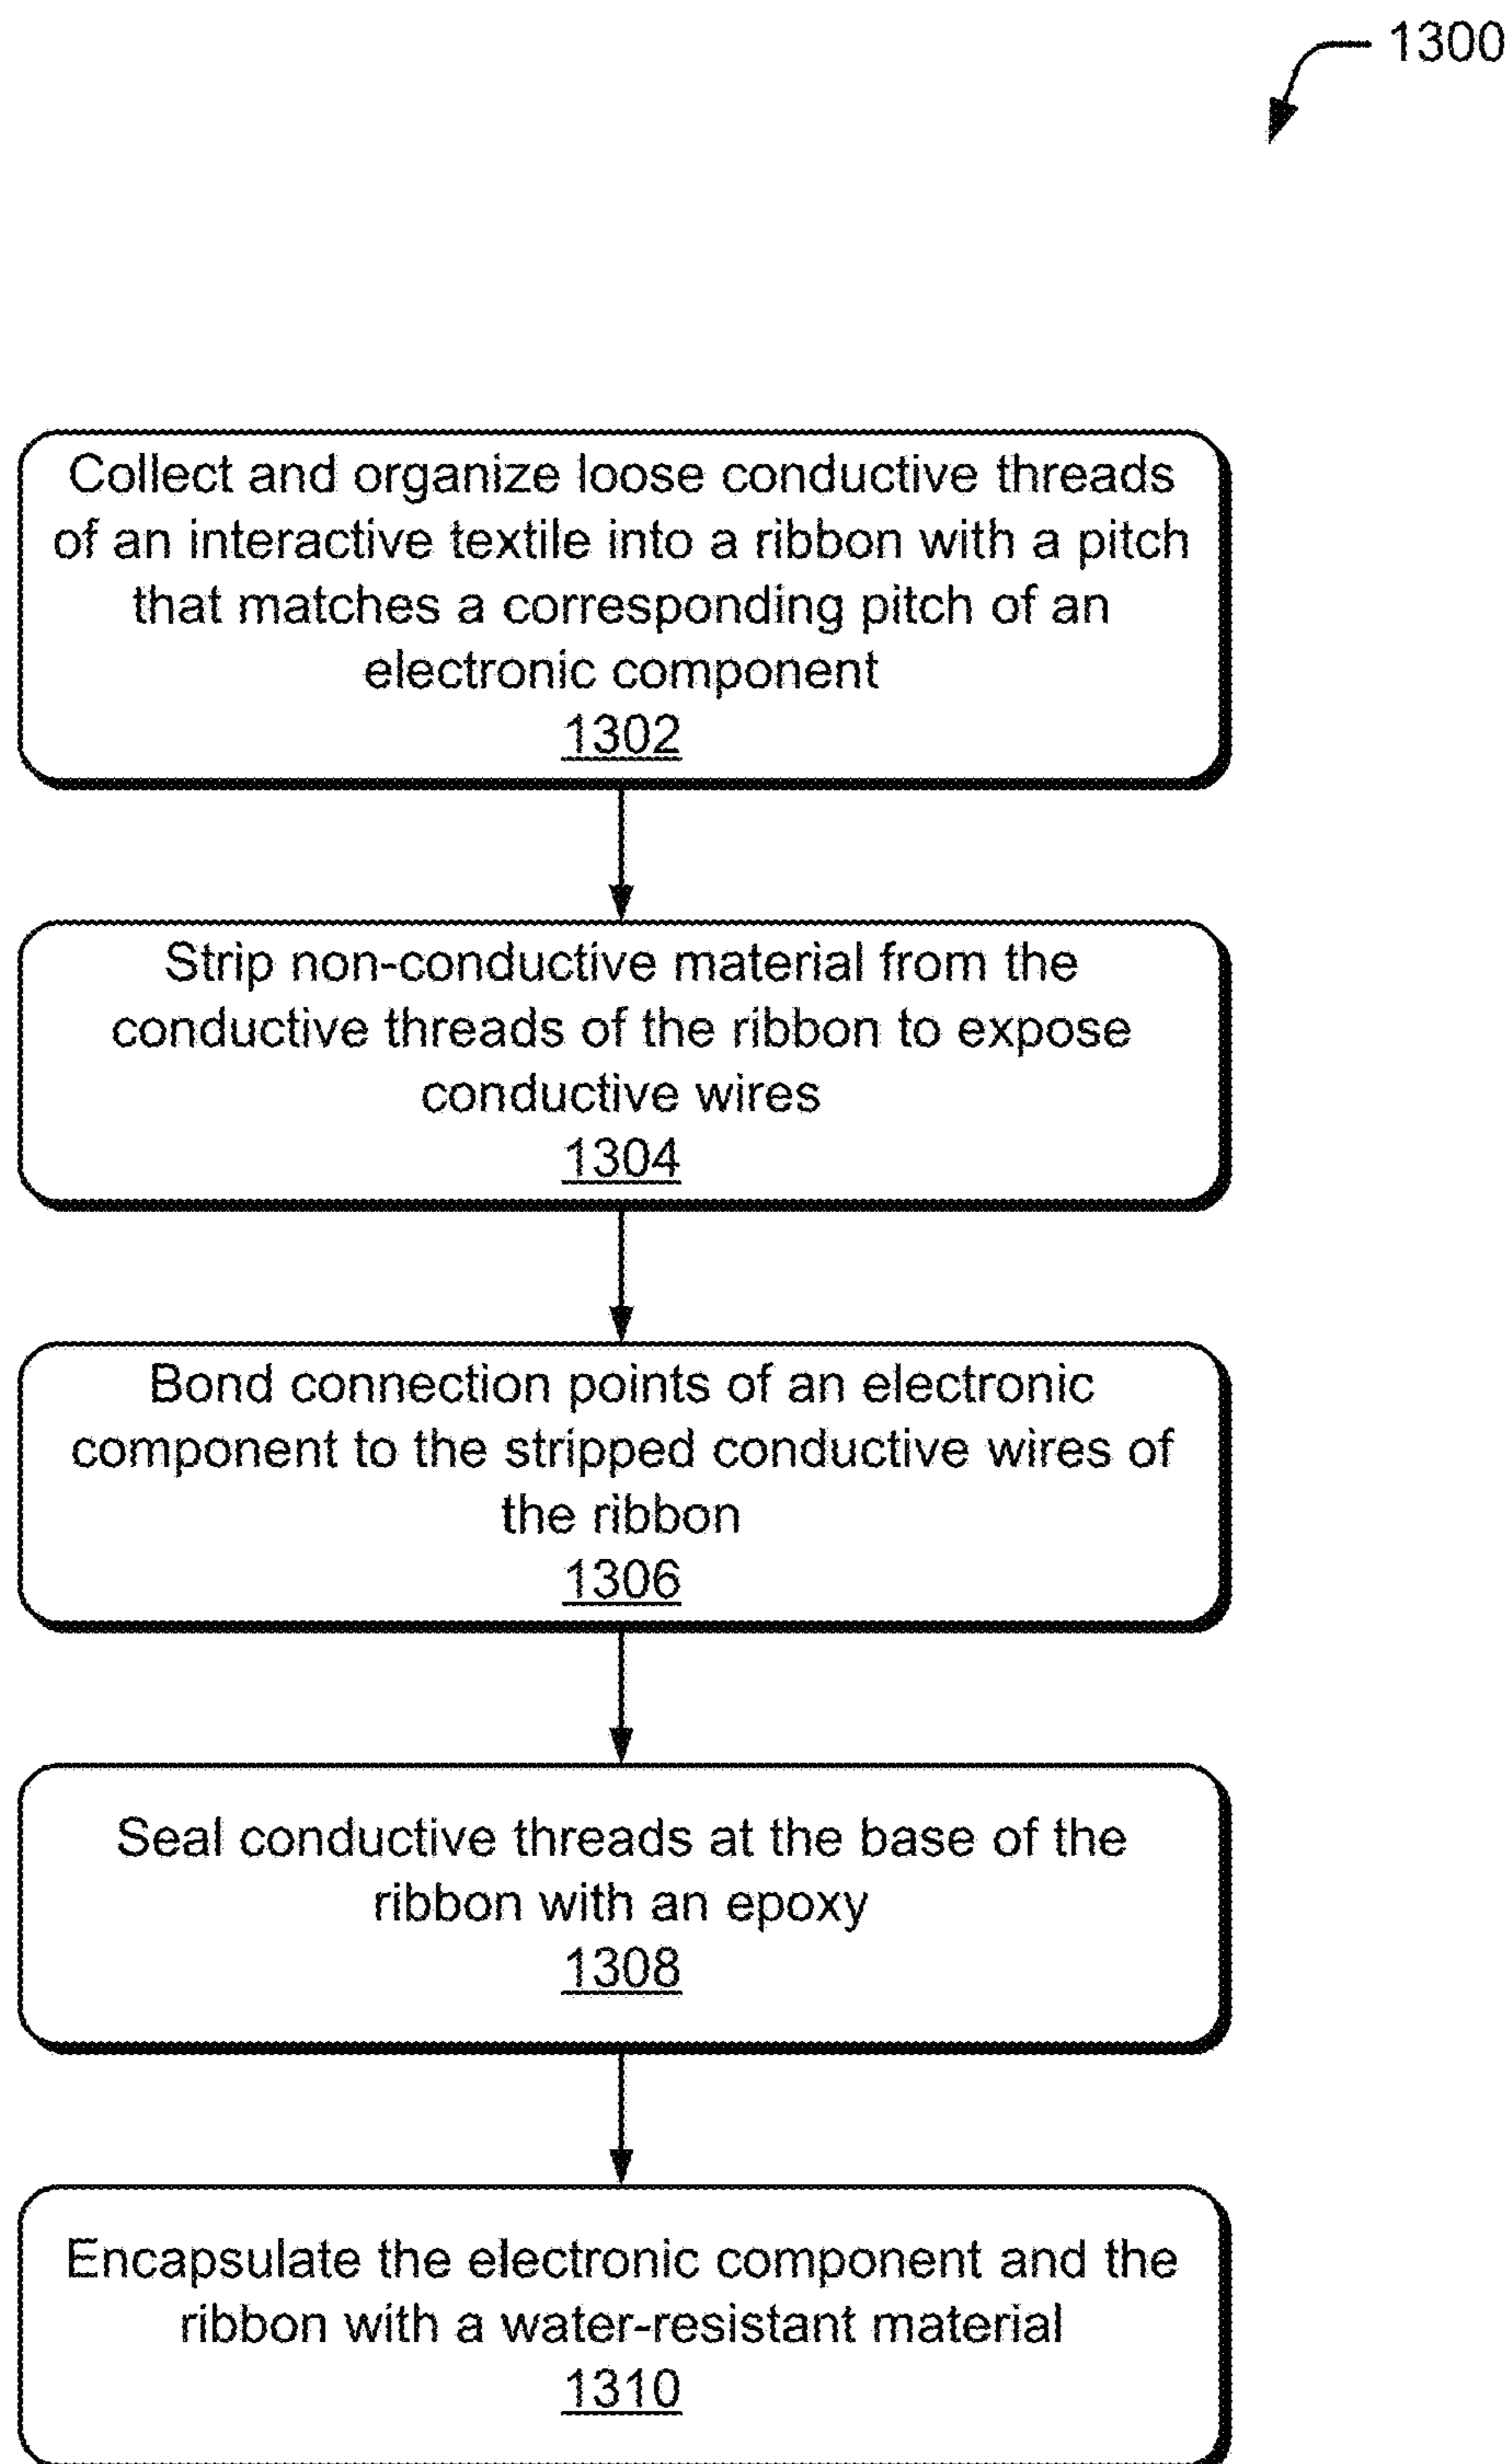 1300
Collect and organize loose conductive threads
of an interactive textile into a ribbon with a pitch
that matches a corresponding pitch of an
electronic component
1302
Strip non-conductive material from the
conductive threads of the ribbon to expose
conductive wires
1304
Bond connection points of an electronic
component to the stripped conductive wires of
the ribbon
1306
Seal conductive threads at the base of the
ribbon with an epoxy
1308
Encapsulate the electronic component and the
ribbon with a water-resistant material
1310